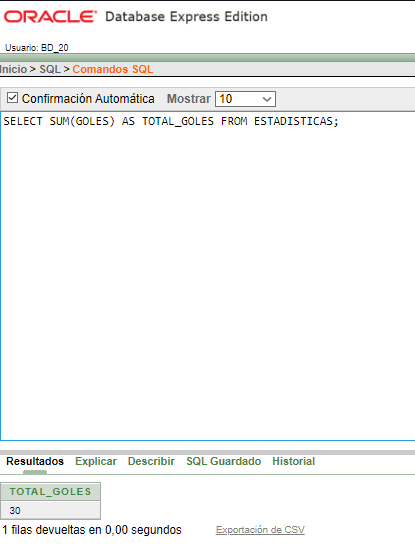 ORACLE® Database Express Edition
Usuario: BD_20
Inicio > SQL > Comandos SQL
Confirmación Automática Mostrar 10
SELECT SUM(GOLES) AS TOTAL_GOLES FROM ESTADISTICAS;
Resultados Explicar Describir SQL Guardado Historial
TOTAL_GOLES
30
1 filas devueltas en 0,00 segundos Exportación de CSV